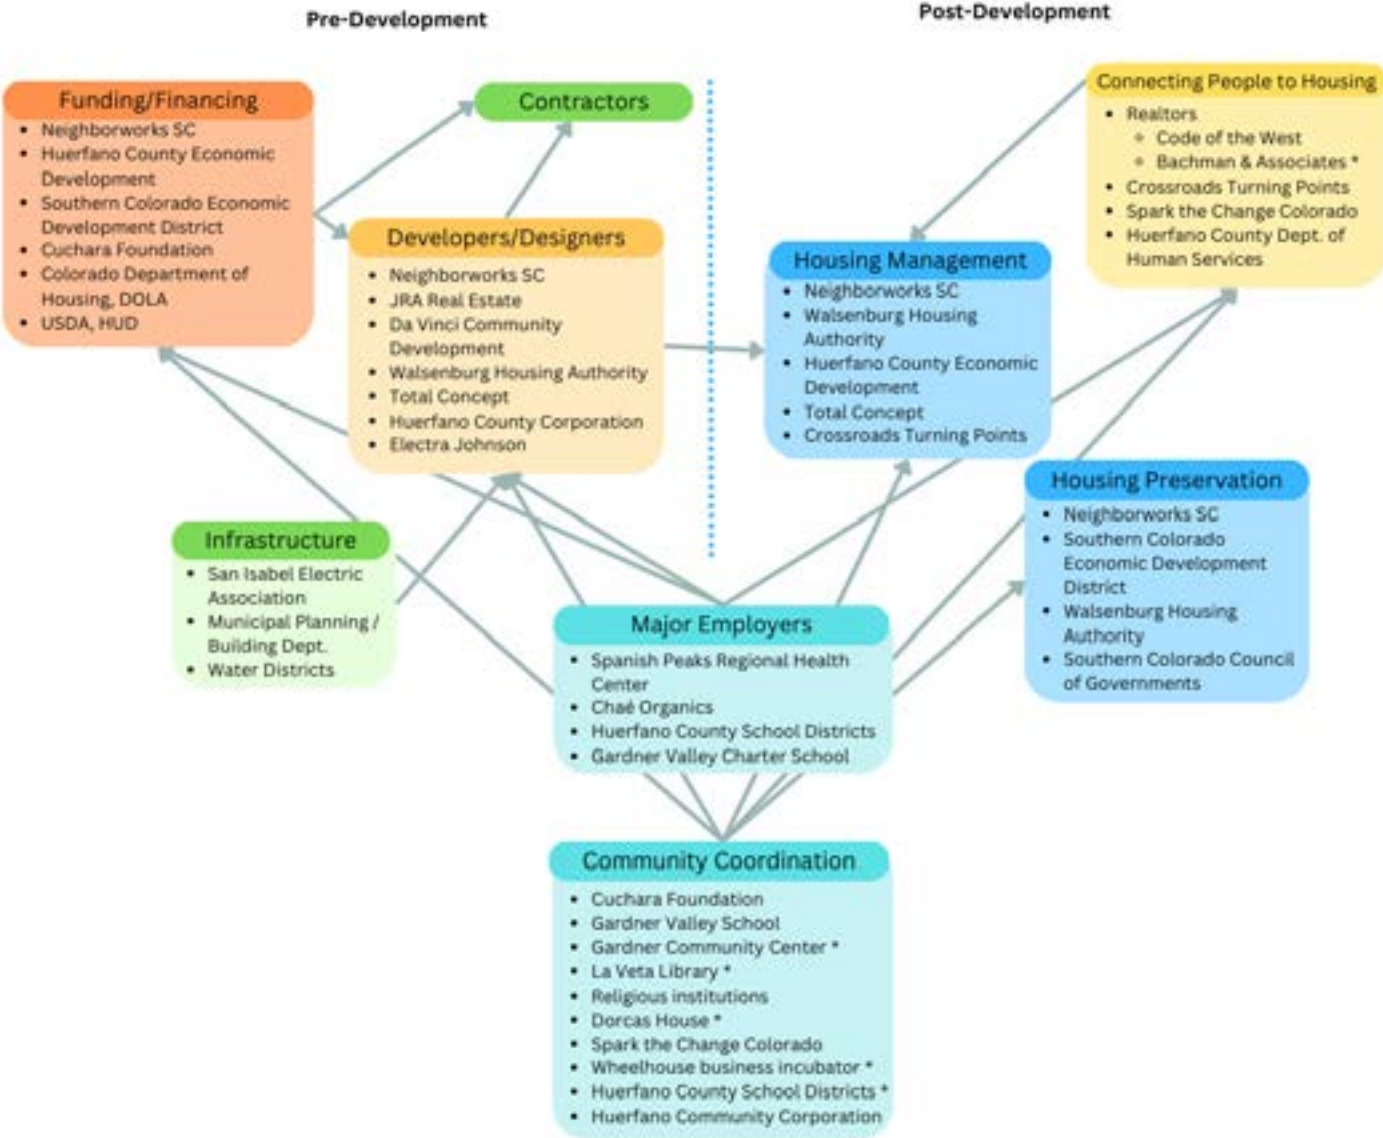 Pre-Development
Post-Development
Funding/Financing
• Neighborworks SC
• Huerfano County Economic
Development
• Southern Colorado Economic
Development District
• Cuchara Foundation
• Colorado Department of
Housing, DOLA
• USDA, HUD
Contractors
Developers/Designers
• Neighborworks SC
• JRA Real Estate
• Da Vinci Community
Development
• Walsenburg Housing Authority
• Total Concept
• Huerfano County Corporation
• Electra Johnson
Infrastructure
• San Isabel Electric
Association
• Municipal Planning /
Building Dept.
• Water Districts
Connecting People to Housing
• Realtors
◦ Code of the West
◦ Bachman & Associates *
• Crossroads Turning Points
• Spark the Change Colorado
• Huerfano County Dept. of
Human Services
Housing Management
• Neighborworks SC
• Walsenburg Housing
Authority
• Huerfano County Economic
Development
• Total Concept
• Crossroads Turning Points
Housing Preservation
• Neighborworks SC
• Southern Colorado
Economic Development
District
• Walsenburg Housing
Authority
• Southern Colorado Council
of Governments
Major Employers
• Spanish Peaks Regional Health
Center
• Chaé Organics
• Huerfano County School Districts
• Gardner Valley Charter School
Community Coordination
• Cuchara Foundation
• Gardner Valley School
• Gardner Community Center *
• La Veta Library *
• Religious institutions
• Dorcas House *
• Spark the Change Colorado
• Wheelhouse business incubator *
• Huerfano County School Districts *
• Huerfano Community Corporation